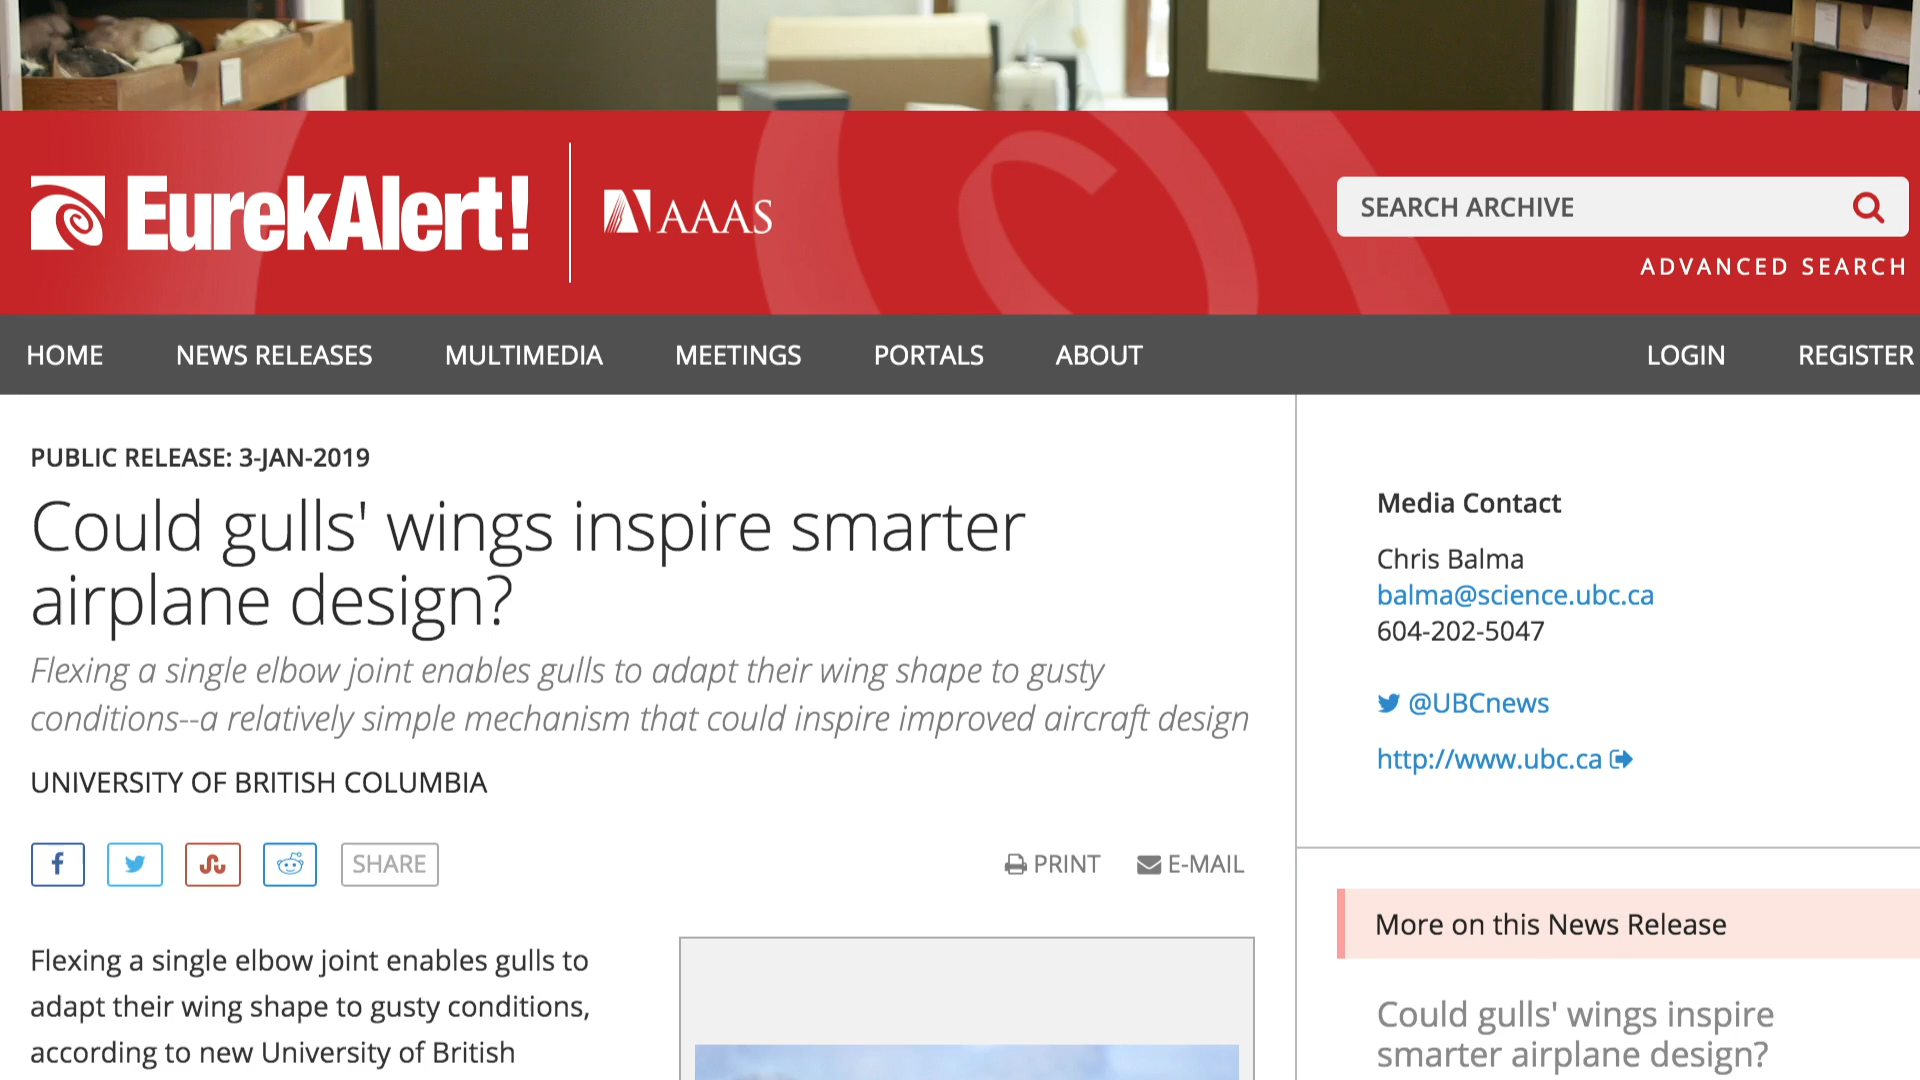 EurekAlert!
AAAS
SEARCH ARCHIVE
ADVANCED SEARCH
HOME NEWS RELEASES MULTIMEDIA MEETINGS PORTALS ABOUT LOGIN REGISTER
PUBLIC RELEASE: 3-JAN-2019
Could gulls' wings inspire smarter
airplane design?
Flexing a single elbow joint enables gulls to adapt their wing shape to gusty
conditions--a relatively simple mechanism that could inspire improved aircraft design
UNIVERSITY OF BRITISH COLUMBIA
SHARE
PRINT E-MAIL
Flexing a single elbow joint enables gulls to
adapt their wing shape to gusty conditions,
according to new University of British
Media Contact
Chris Balma
balma@science.ubc.ca
604-202-5047
@UBCnews
http://www.ubc.ca
More on this News Release
Could gulls' wings inspire
smarter airplane design?